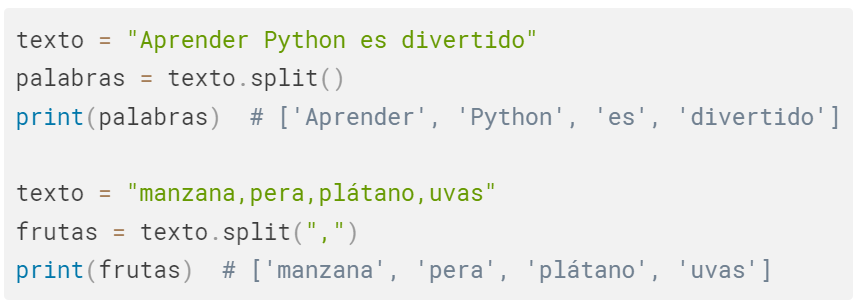 texto = "Aprender Python es divertido"
palabras = texto.split()
print(palabras)  # ['Aprender', 'Python', 'es', 'divertido']
texto = "manzana,pera,plátano,uvas"
frutas = texto.split(",")
print(frutas)  # ['manzana', 'pera', 'plátano', 'uvas']